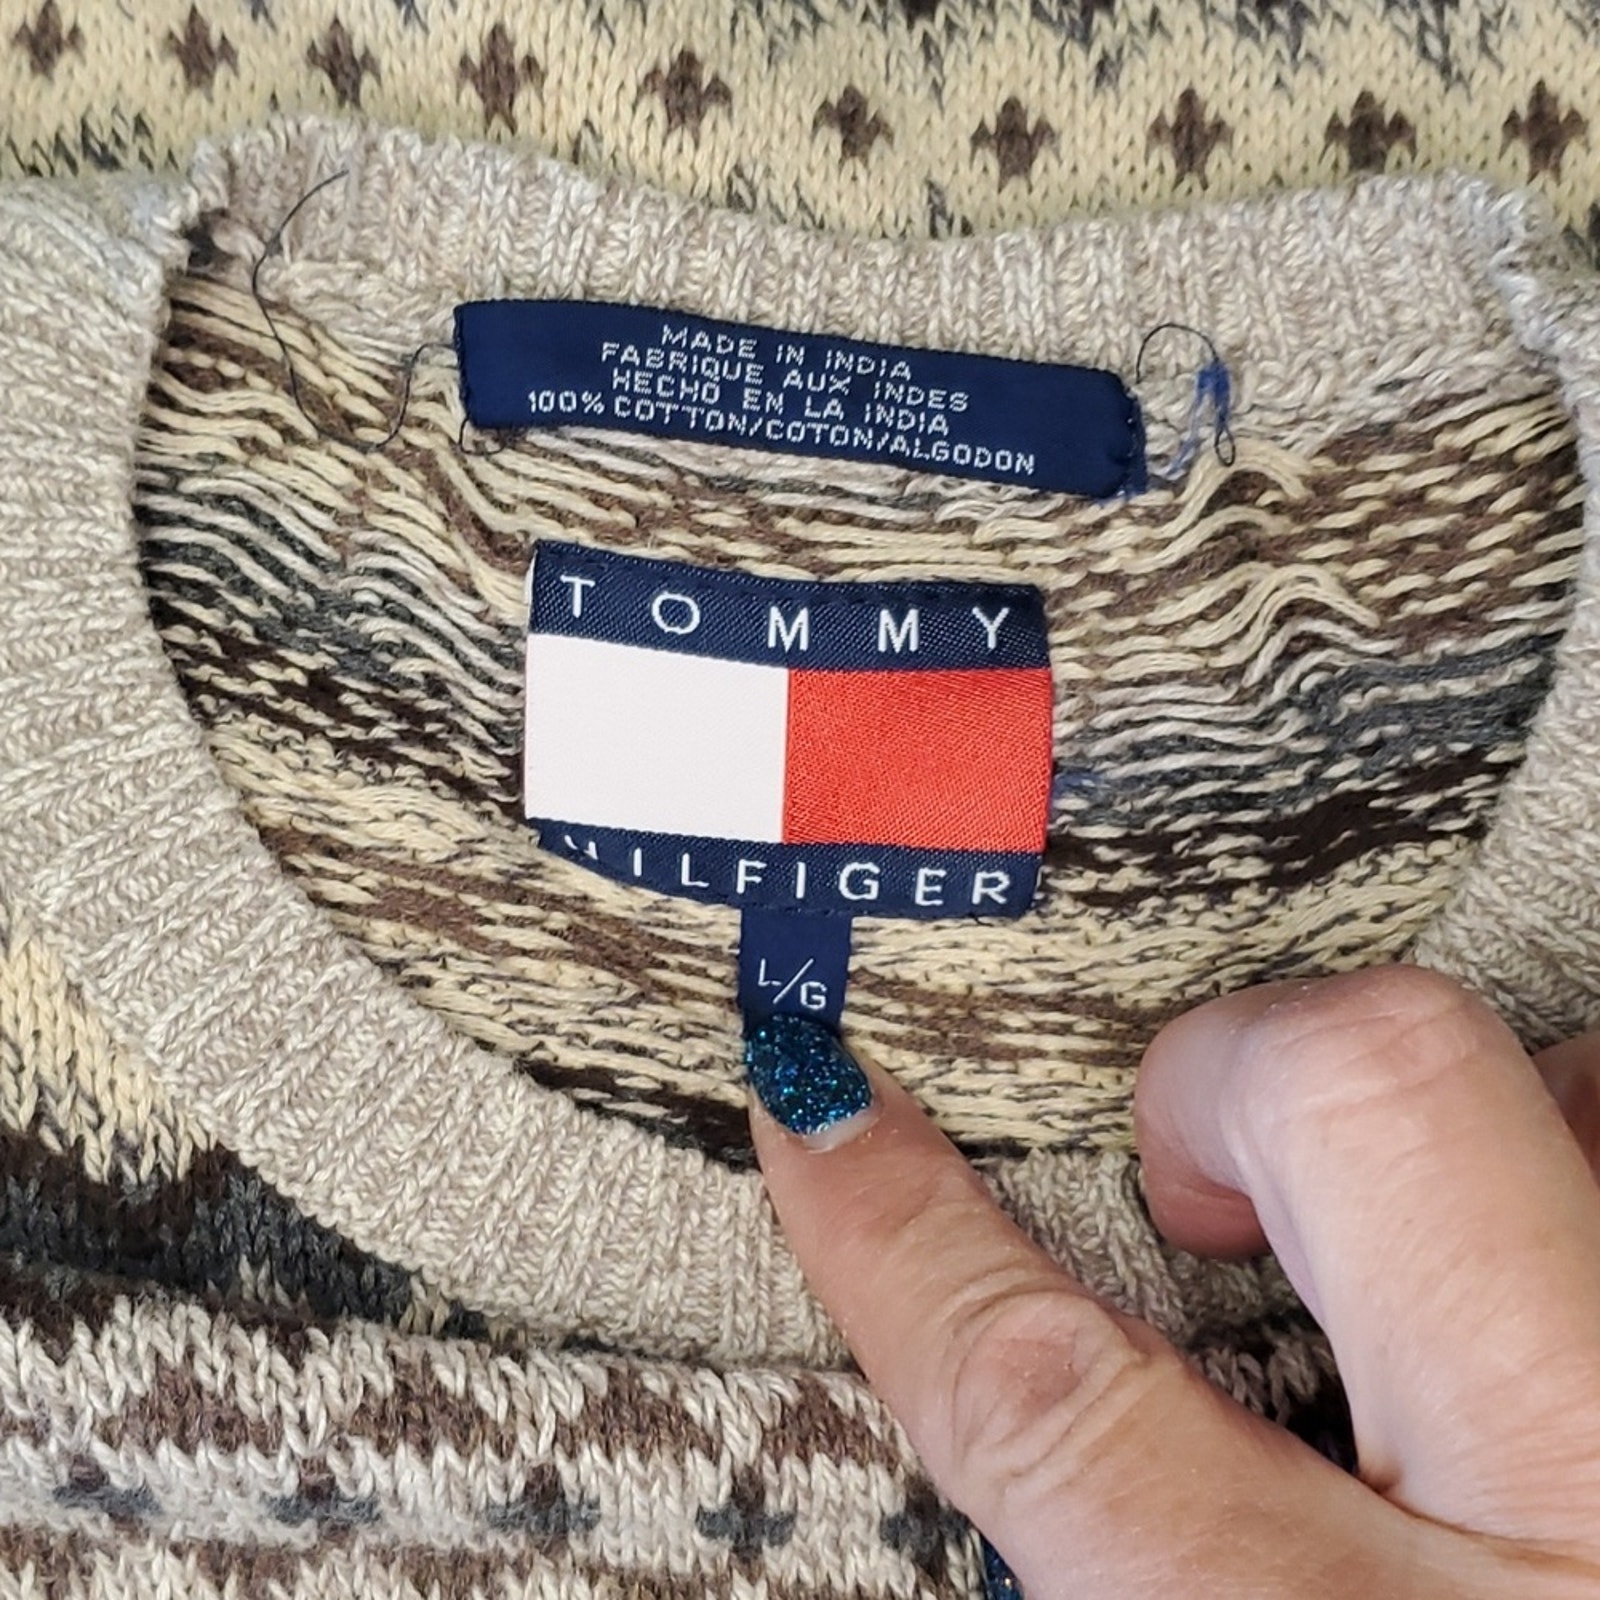 MADE IN INDIA
FABRIQUE AUX INDES
HECHO EN LA INDIA
100% COTTON/COTON/ALGODON
TOMMY
HILFIGER
L/G